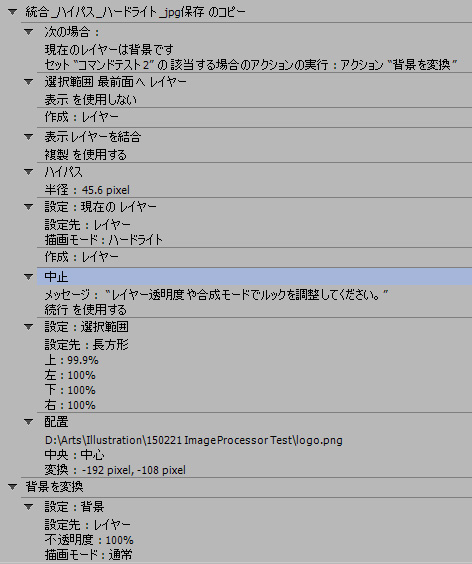 統合_ハイパス_ハードライト_jpg保存 のコピー
次の場合：
現在のレイヤーは背景です
セット “コマンドテスト2” の 該当する場合のアクションの実行：アクション “背景を変換”
選択範囲 最前面へ レイヤー
表示 を使用しない
作成：レイヤー
表示レイヤーを結合
複製 を使用する
ハイパス
半径：45.6 pixel
設定：現在の レイヤー
設定先：レイヤー
描画モード：ハードライト
作成：レイヤー
中止
メッセージ： “レイヤー透明度や合成モードでルックを調整してください。”
続行 を使用する
設定：選択範囲
設定先：長方形
上：99.9%
左：100%
下：100%
右：100%
配置
D:\Arts\Illustration\150221 ImageProcessor Test\logo.png
中央：中心
変換：-192 pixel, -108 pixel
背景を変換
設定：背景
設定先：レイヤー
不透明度：100%
描画モード：通常